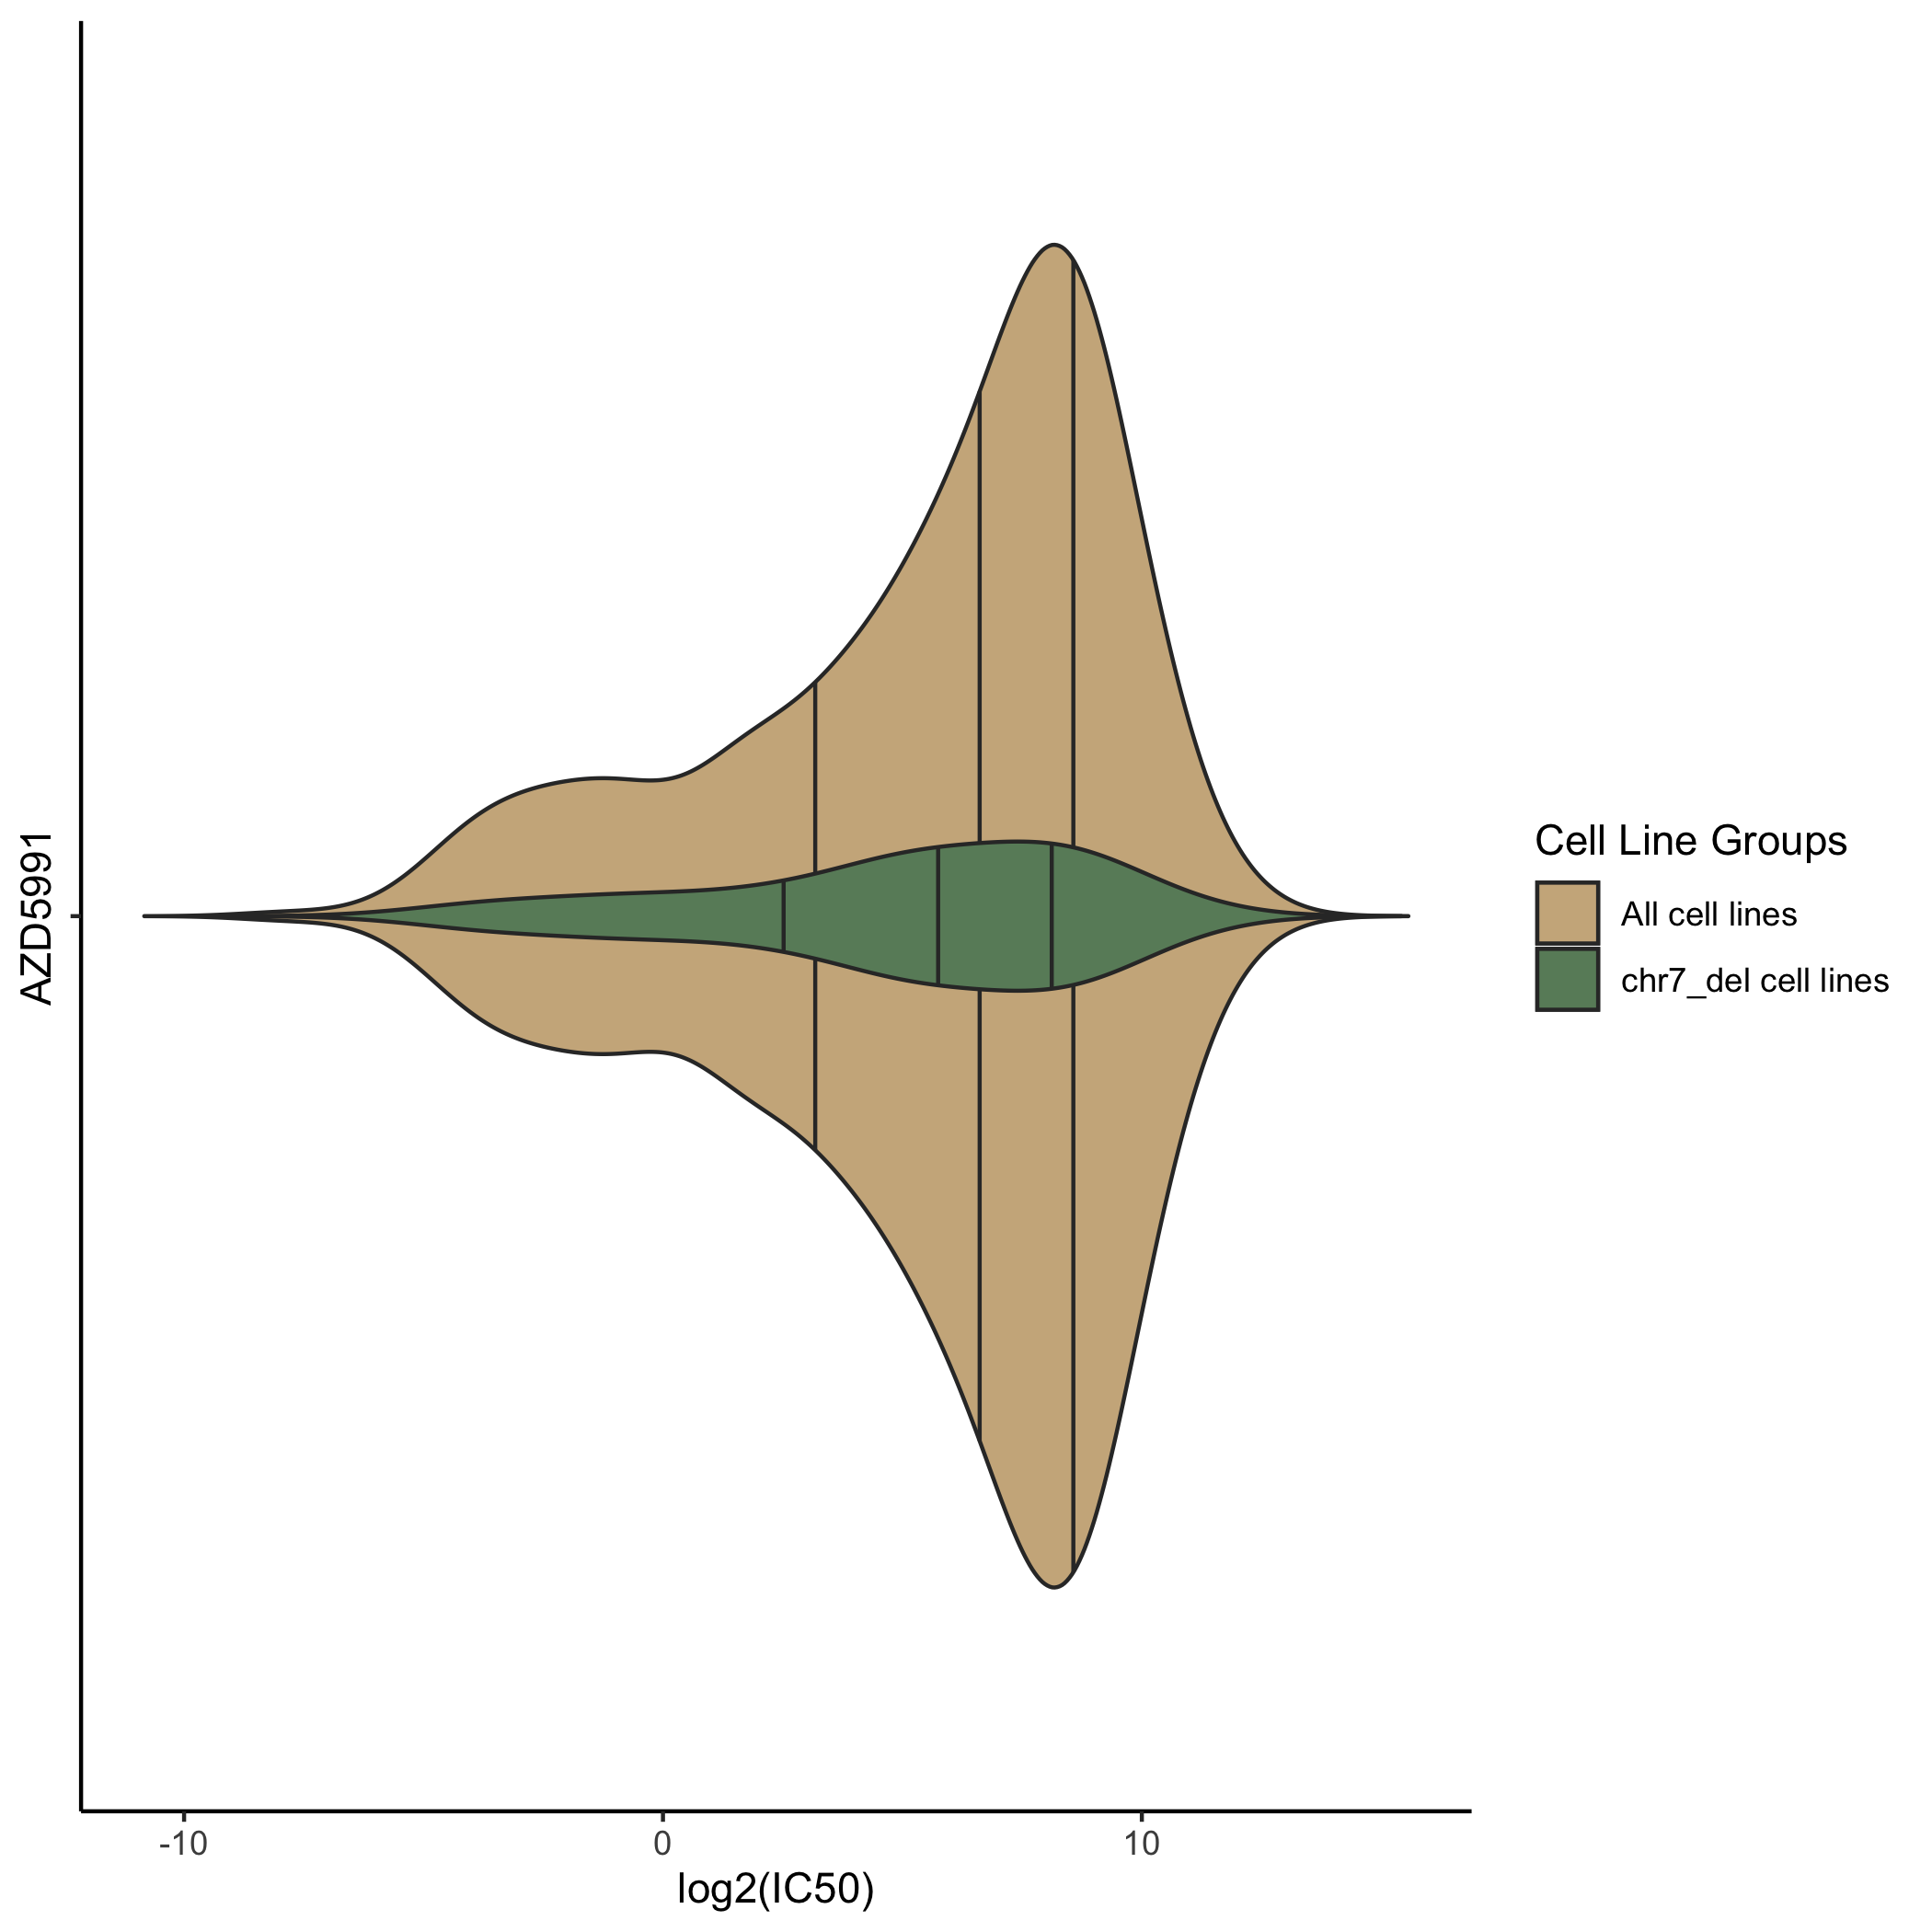 AZD5991
Cell Line Groups
All cell lines
chr7_del cell lines
-10
0
10
log2(IC50)